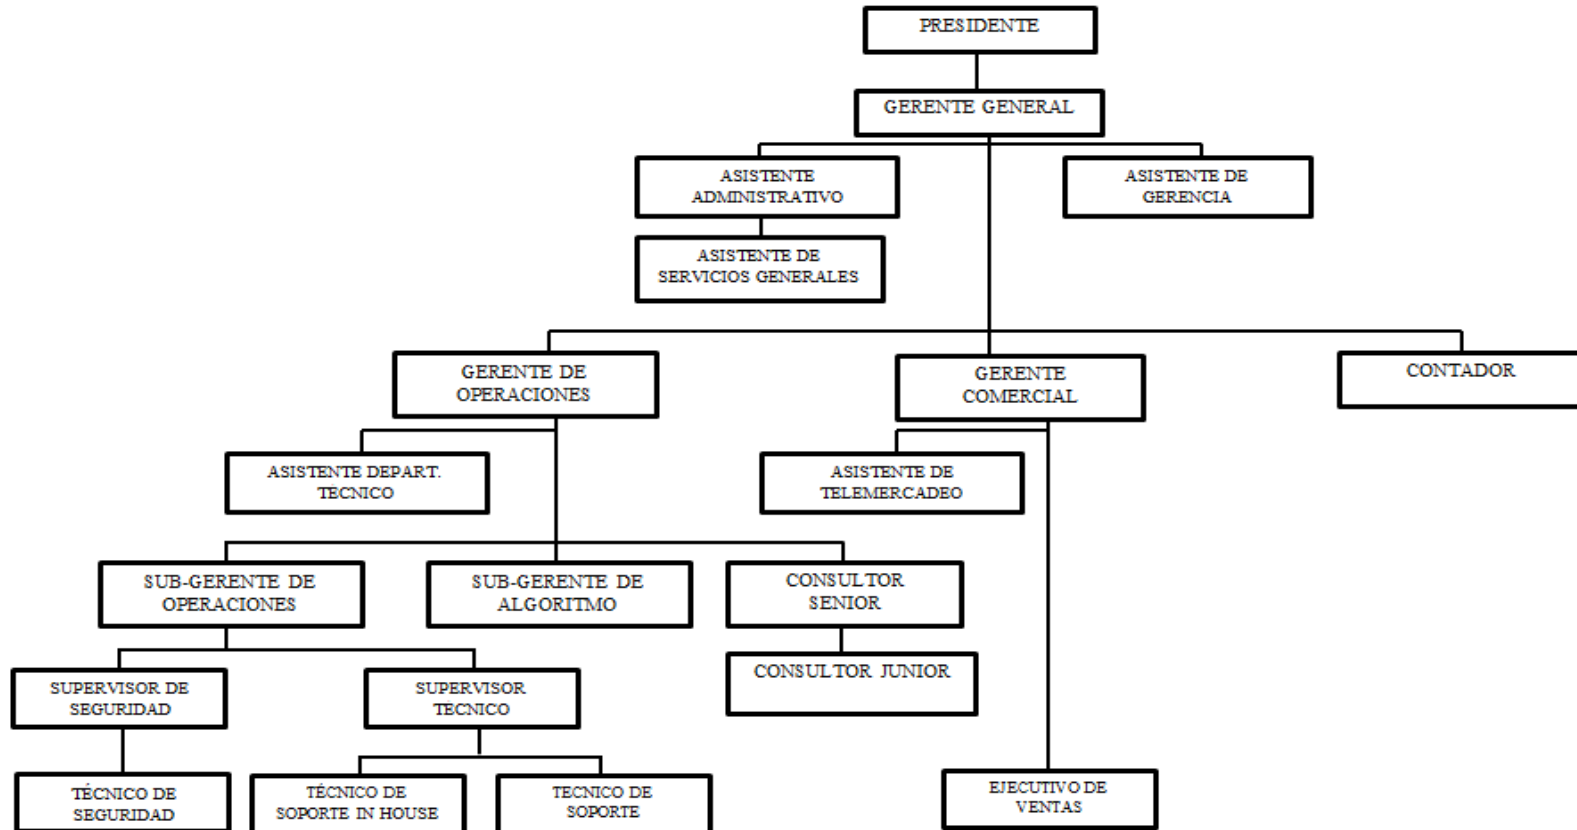 PRESIDENTE
GERENTE GENERAL
ASISTENTE
ADMINISTRATIVO
ASISTENTE DE
GERENCIA
ASISTENTE DE
SERVICIOS GENERALES
GERENTE DE
OPERACIONES
GERENTE
COMERCIAL
CONTADOR
ASISTENTE DEPART.
TECNICO
ASISTENTE DE
TELEMERCADEO
SUB-GERENTE DE
OPERACIONES
SUB-GERENTE DE
ALGORITMO
CONSULTOR
SENIOR
CONSULTOR JUNIOR
SUPERVISOR DE
SEGURIDAD
SUPERVISOR
TECNICO
TÉCNICO DE
SEGURIDAD
TÉCNICO DE
SOPORTE IN HOUSE
TECNICO DE
SOPORTE
EJECUTIVO DE
VENTAS